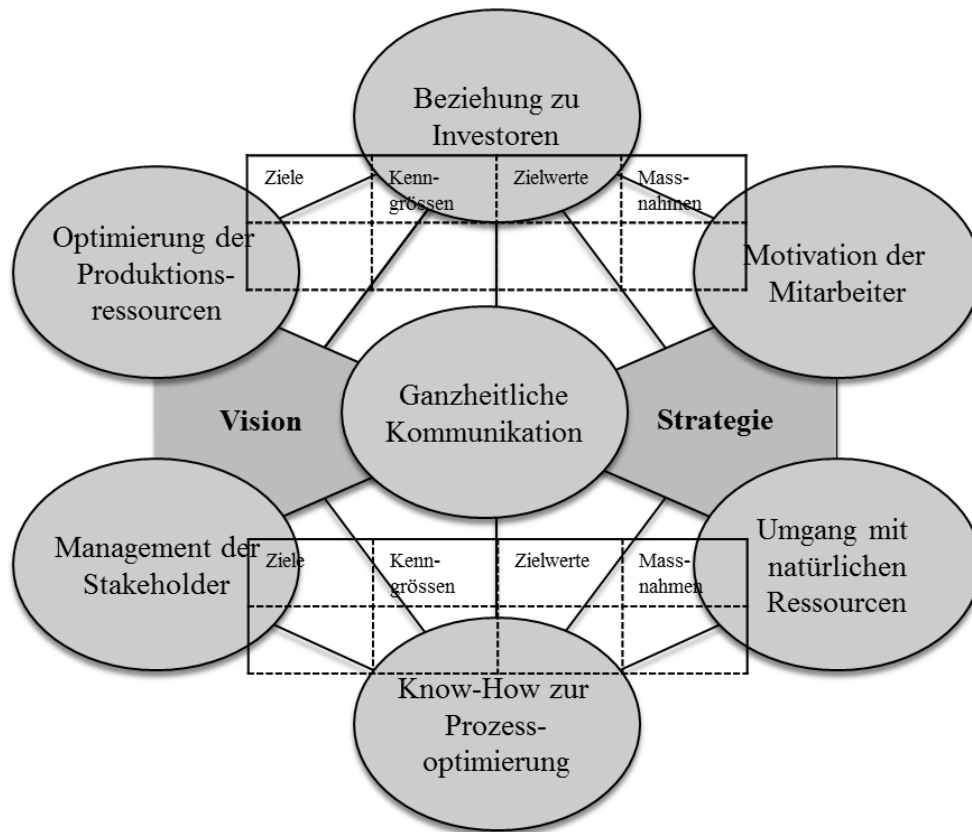 Beziehung zu
Investoren
Ziele
Kenn-
grössen
Zielwerte
Mass-
nahmen
Optimierung der
Produktions-
ressourcen
Motivation der
Mitarbeiter
Vision
Ganzheitliche
Kommunikation
Strategie
Management der
Stakeholder
Ziele
Kenn-
grössen
Zielwerte
Mass-
nahmen
Umgang mit
natürlichen
Ressourcen
Know-How zur
Prozess-
optimierung